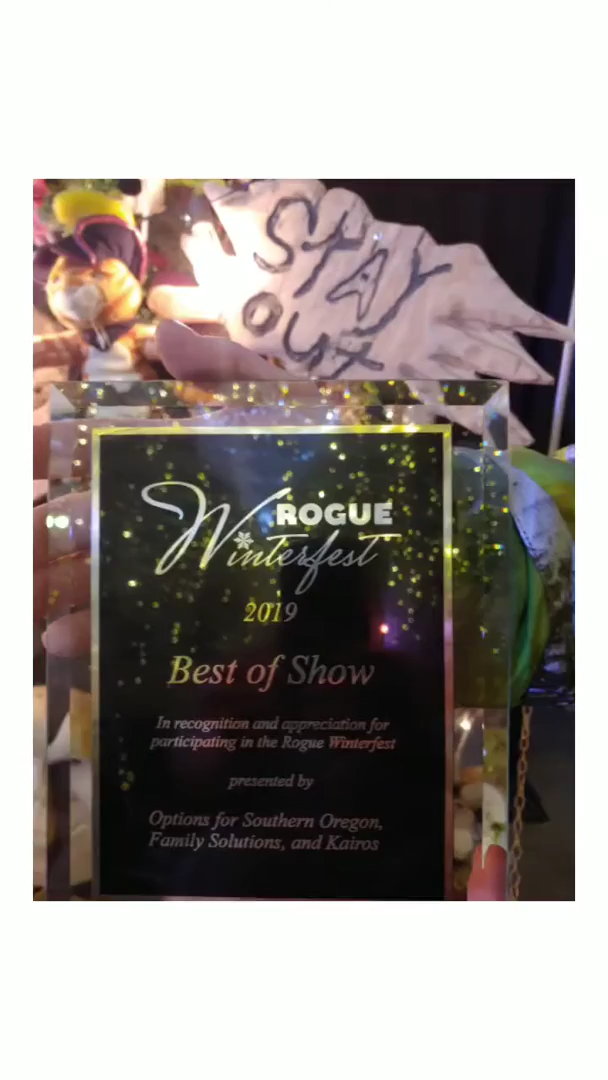 STAY
OUT
ROGUE
Winterfest
2019
Best of Show
In recognition and appreciation for
participating in the Rogue Winterfest
presented by
Options for Southern Oregon,
Family Solutions, and Kairos